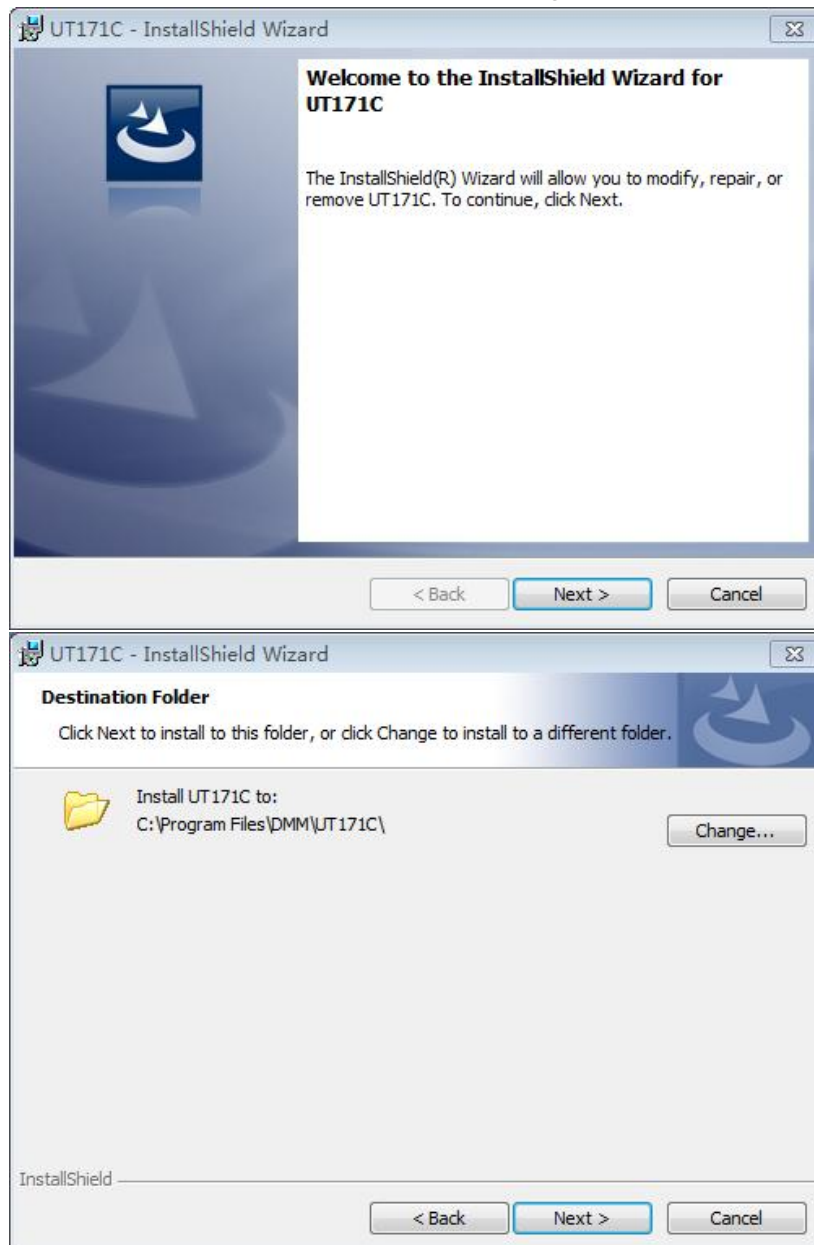 UT171C - InstallShield Wizard
Welcome to the InstallShield Wizard for
UT171C
The InstallShield(R) Wizard will allow you to modify, repair, or
remove UT171C. To continue, click Next.
< Back
Next >
Cancel
UT171C - InstallShield Wizard
Destination Folder
Click Next to install to this folder, or click Change to install to a different folder.
Install UT171C to:
C:\Program Files\DMM\UT171C\
Change...
InstallShield
< Back
Next >
Cancel